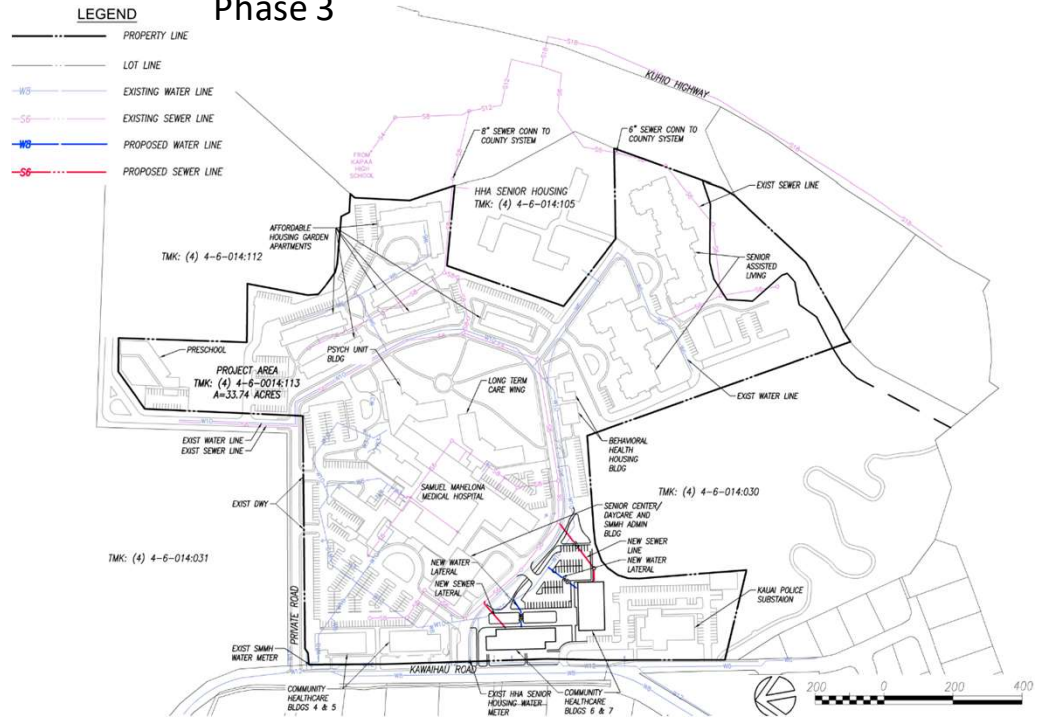 Phase 3
LEGEND
PROPERTY LINE
LOT LINE
W8
EXISTING WATER LINE
S6
EXISTING SEWER LINE
W8
PROPOSED WATER LINE
S6
PROPOSED SEWER LINE
KUHIO HIGHWAY
8" SEWER CONN TO
COUNTY SYSTEM
6" SEWER CONN TO
COUNTY SYSTEM
FROM
KAPAA
HIGH
SCHOOL
HHA SENIOR HOUSING
TMK: (4) 4-6-014:105
EXIST SEWER LINE
AFFORDABLE
HOUSING GARDEN
APARTMENTS
TMK: (4) 4-6-014:112
SENIOR
ASSISTED
LIVING
PRESCHOOL
PSYCH UNIT
BLDG
PROJECT AREA
TMK: (4) 4-6-0014:113
A=33.74 ACRES
LONG TERM
CARE WING
EXIST WATER LINE
EXIST WATER LINE
EXIST SEWER LINE
BEHAVIORAL
HEALTH
HOUSING
BLDG
SAMUEL MAHELONA
MEDICAL HOSPITAL
TMK: (4) 4-6-014:030
EXIST DWY
SENIOR CENTER/
DAYCARE AND
SMMH ADMIN
BLDG
NEW SEWER
LINE
NEW WATER
LATERAL
TMK: (4) 4-6-014:031
NEW WATER
LATERAL
NEW SEWER
LATERAL
KAUAI POLICE
SUBSTAION
PRIVATE ROAD
EXIST SMMH
WATER METER
KAWAIHAU ROAD
COMMUNITY
HEALTHCARE
BLDGS 4 & 5
EXIST HHA SENIOR
HOUSING WATER
METER
COMMUNITY
HEALTHCARE
BLDGS 6 & 7
200 0 200 400